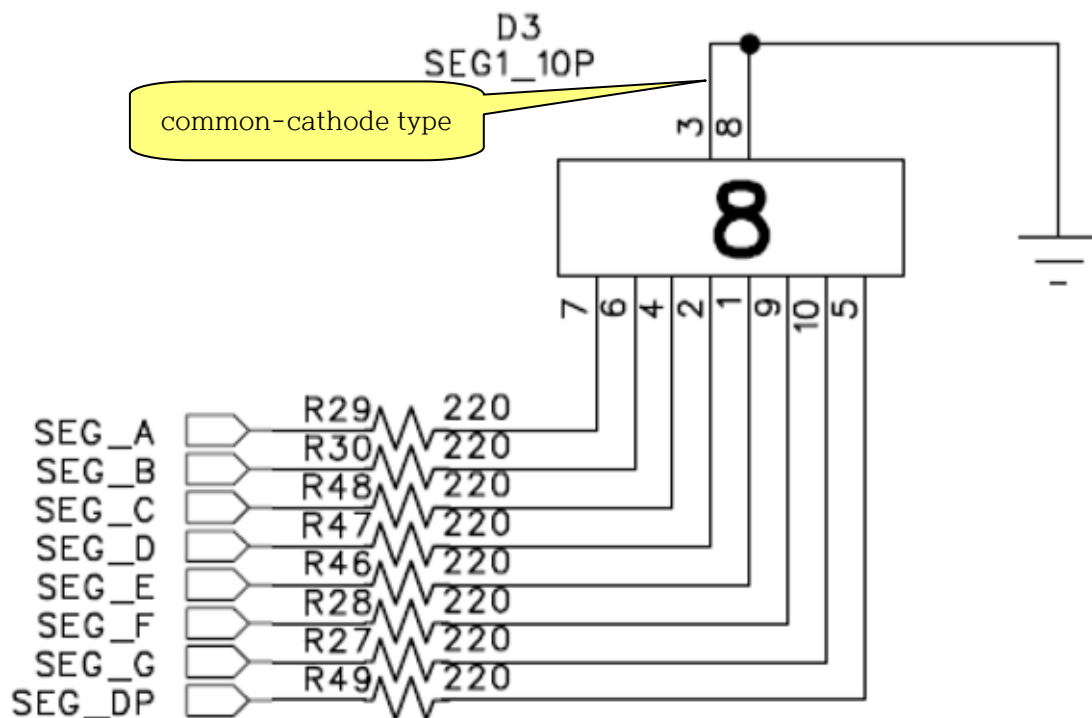 D3
SEG1_10P
common-cathode type
3
8
8
7
6
4
2
1
9
10
5
SEG_A R29 220
SEG_B R30 220
SEG_C R48 220
SEG_D R47 220
SEG_E R46 220
SEG_F R28 220
SEG_G R27 220
SEG_DP R49 220